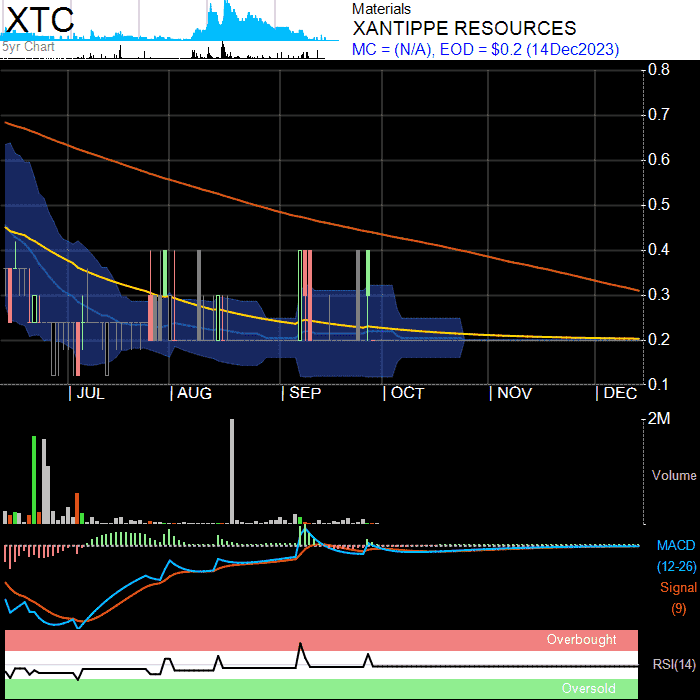 XTC
5yr Chart
Materials
XANTIPPE RESOURCES
MC = (N/A), EOD = $0.2 (14Dec2023)
0.8
0.7
0.6
0.5
0.4
0.3
0.2
0.1
JUL AUG SEP OCT NOV DEC
2M
Volume
MACD
(12-26)
Signal
(9)
Overbought
RSI(14)
Oversold